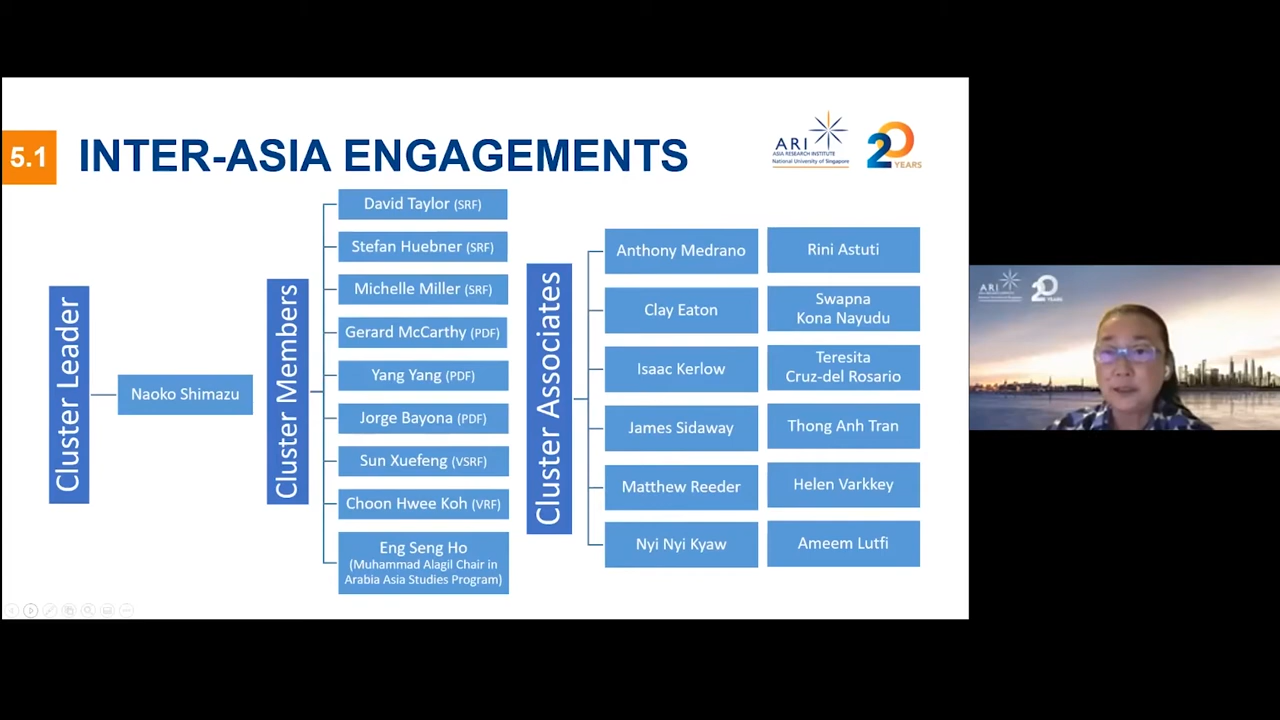 5.1
INTER-ASIA ENGAGEMENTS
ARI
ASIA RESEARCH INSTITUTE
National University of Singapore
20
YEARS
Cluster Leader
Naoko Shimazu
Cluster Members
David Taylor (SRF)
Stefan Huebner (SRF)
Michelle Miller (SRF)
Gerard McCarthy (PDF)
Yang Yang (PDF)
Jorge Bayona (PDF)
Sun Xuefeng (VSRF)
Choon Hwee Koh (VRF)
Eng Seng Ho
(Muhammad Alagil Chair in
Arabia Asia Studies Program)
Cluster Associates
Anthony Medrano
Clay Eaton
Isaac Kerlow
James Sidaway
Matthew Reeder
Nyi Nyi Kyaw
Rini Astuti
Swapna
Kona Nayudu
Teresita
Cruz-del Rosario
Thong Anh Tran
Helen Varkkey
Ameem Lutfi
ARI
20
YEARS